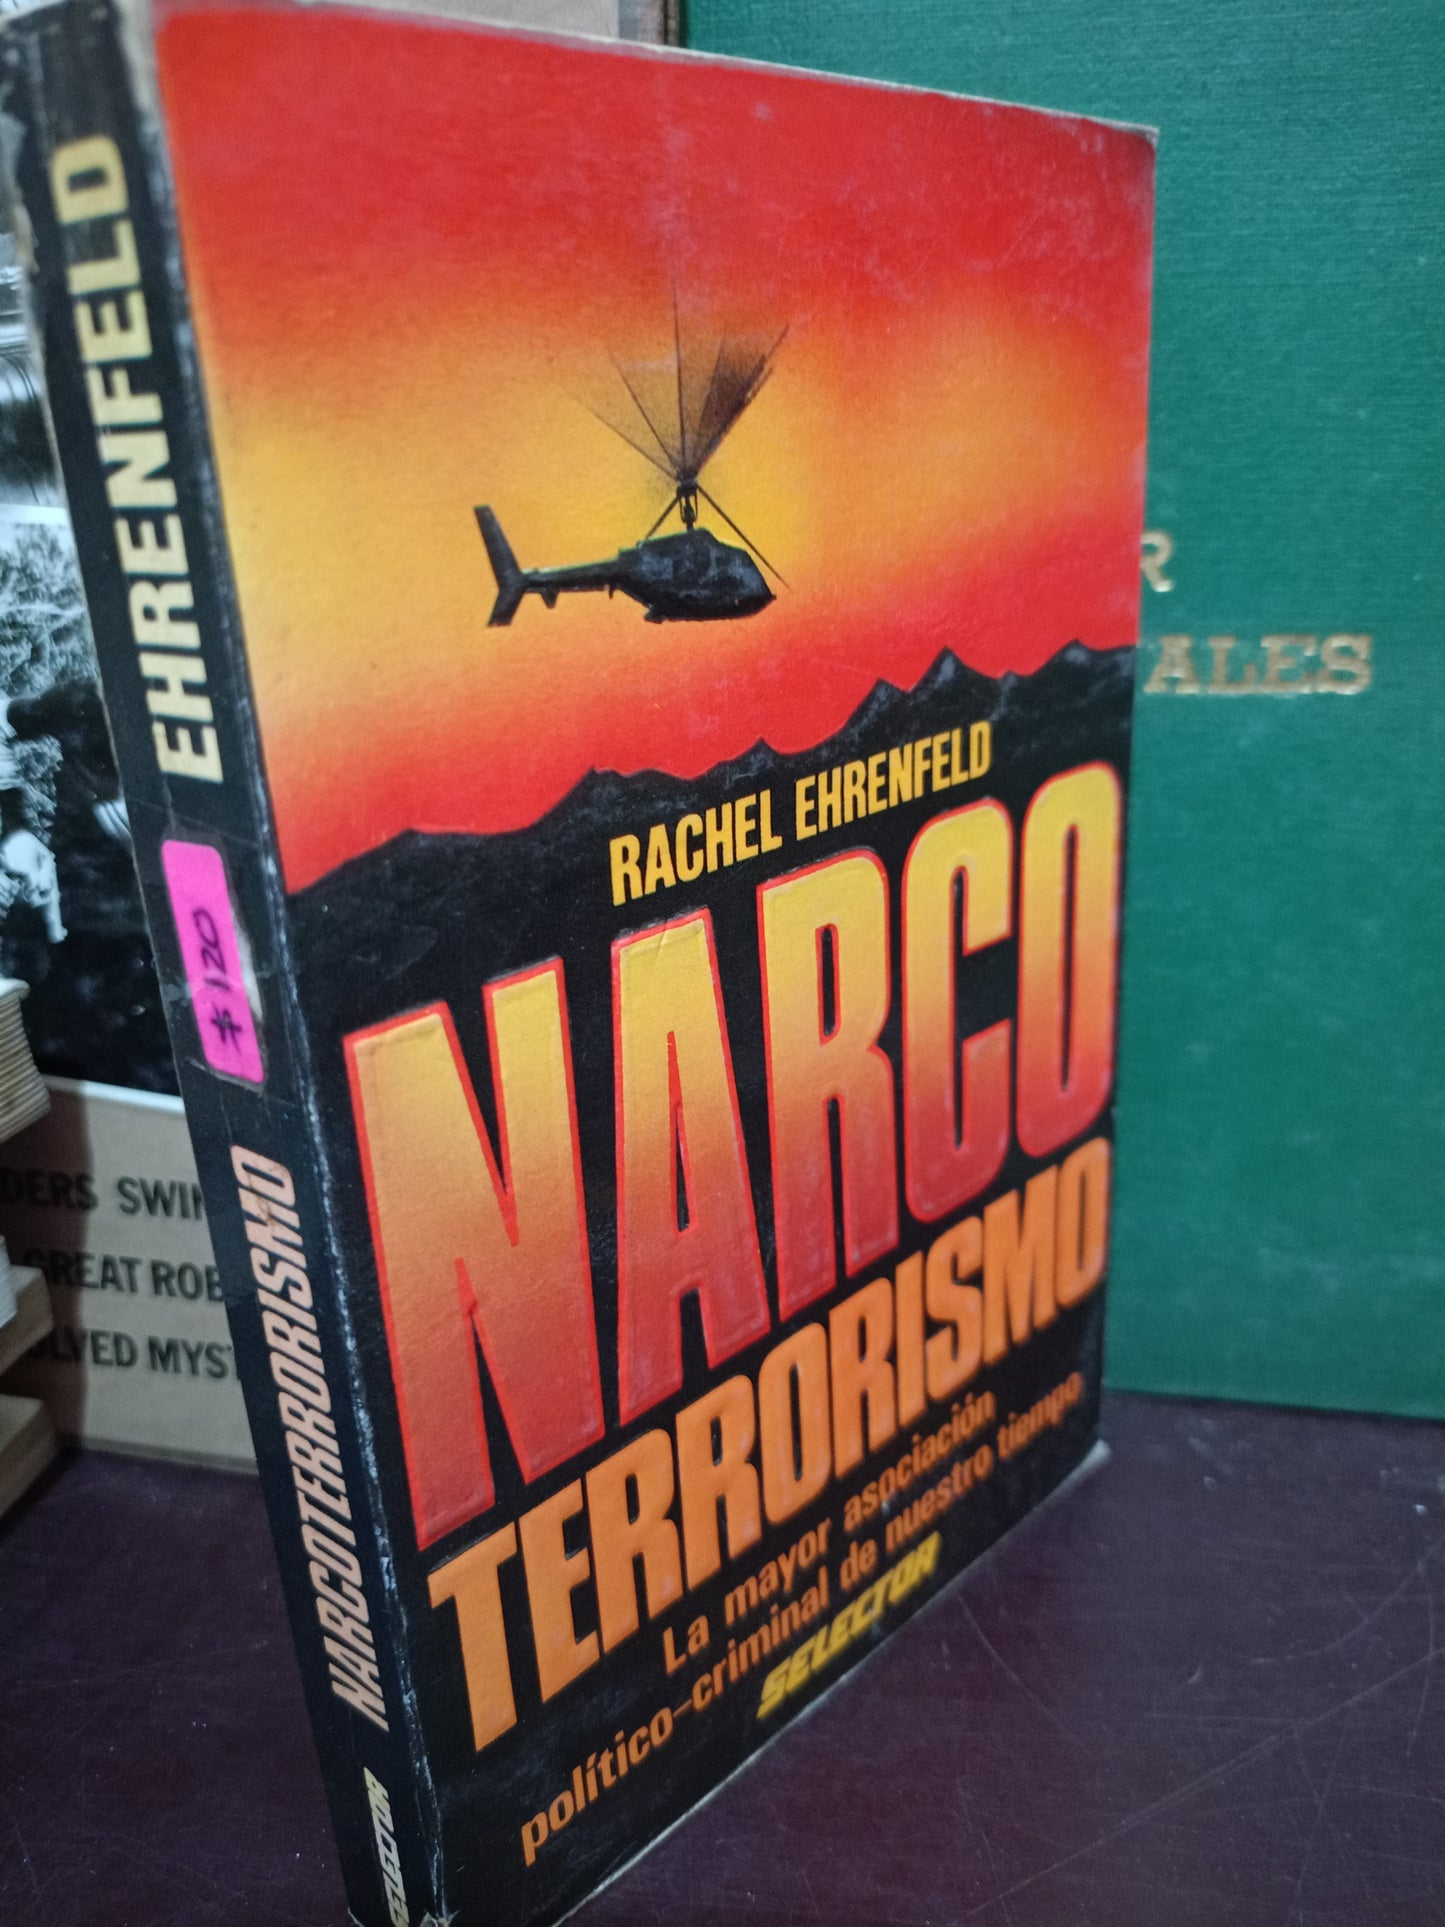 RACHEL EHRENFELD
NARCO
TERRORISMO
La mayor asociación
político-criminal de nuestro tiempo
SELECTOR
EHRENFELD
$120
NARCOTERRORISMO
SELECTOR
DERS SWIN
GREAT ROB
LVED MYST
R
ALES